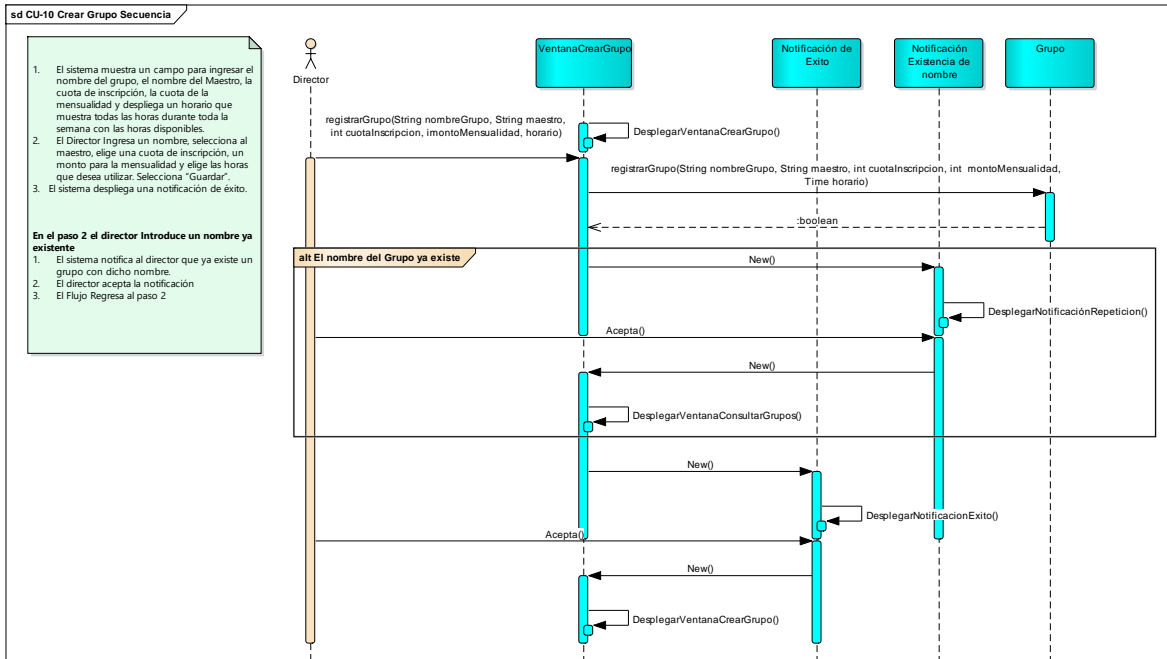 sd CU-10 Crear Grupo Secuencia
1. El sistema muestra un campo para ingresar el
nombre del grupo, el nombre del Maestro, la
cuota de inscripción, la cuota de la
mensualidad y despliega un horario que
muestra todas las horas durante toda la
semana con las horas disponibles.
2. El Director Ingresa un nombre, selecciona al
maestro, elige una cuota de inscripción, un
monto para la mensualidad y elige las horas
que desea utilizar. Selecciona "Guardar".
3. El sistema despliega una notificación de éxito.
En el paso 2 el director Introduce un nombre ya
existente
1. El sistema notifica al director que ya existe un
grupo con dicho nombre.
2. El director acepta la notificación
3. El Flujo Regresa al paso 2
Director
VentanaCrearGrupo
Notificación de
Exito
Notificación
Existencia de
nombre
Grupo
registrarGrupo(String nombreGrupo, String maestro,
int cuotaInscripcion, imontoMensualidad, horario)
DesplegarVentanaCrearGrupo()
registrarGrupo(String nombreGrupo, String maestro, int cuotaInscripcion, int montoMensualidad,
Time horario)
:boolean
alt El nombre del Grupo ya existe
New()
DesplegarNotificaciónRepeticion()
Acepta()
New()
DesplegarVentanaConsultarGrupos()
New()
DesplegarNotificacionExito()
Acepta()
New()
DesplegarVentanaCrearGrupo()